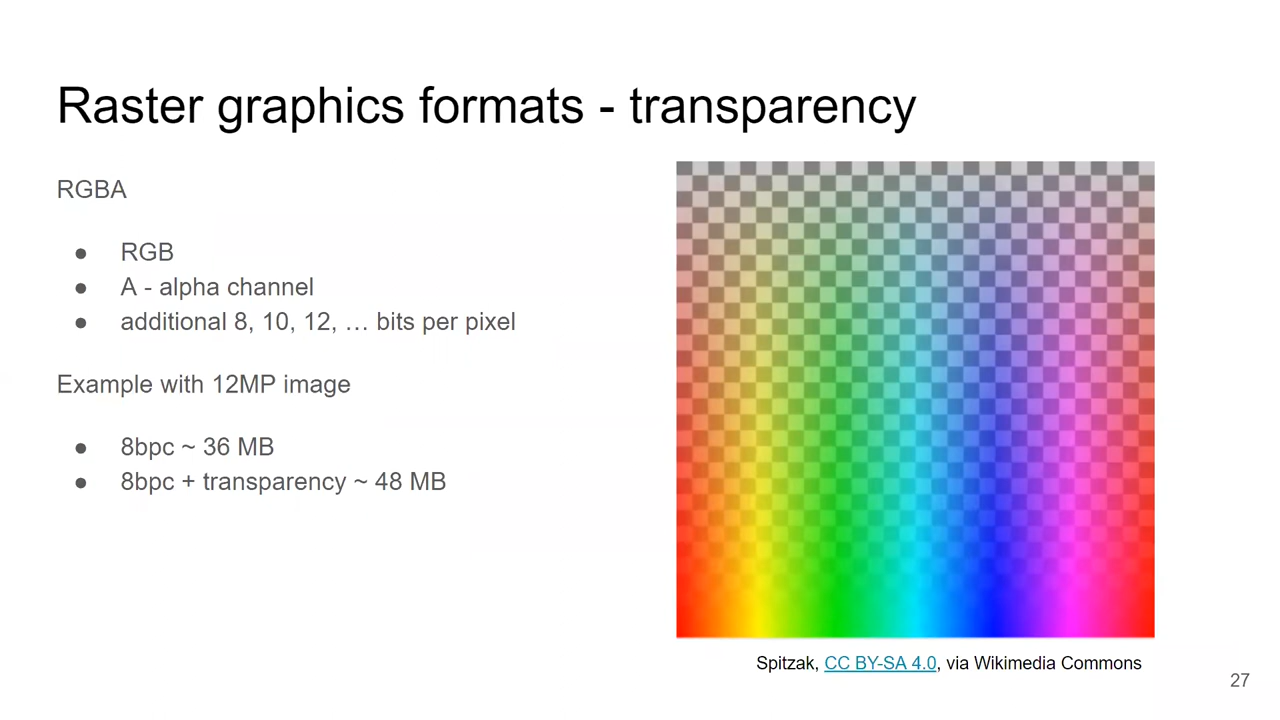 Raster graphics formats - transparency
RGBA
● RGB
● A - alpha channel
● additional 8, 10, 12, … bits per pixel
Example with 12MP image
● 8bpc ~ 36 MB
● 8bpc + transparency ~ 48 MB
Spitzak, CC BY-SA 4.0, via Wikimedia Commons
27